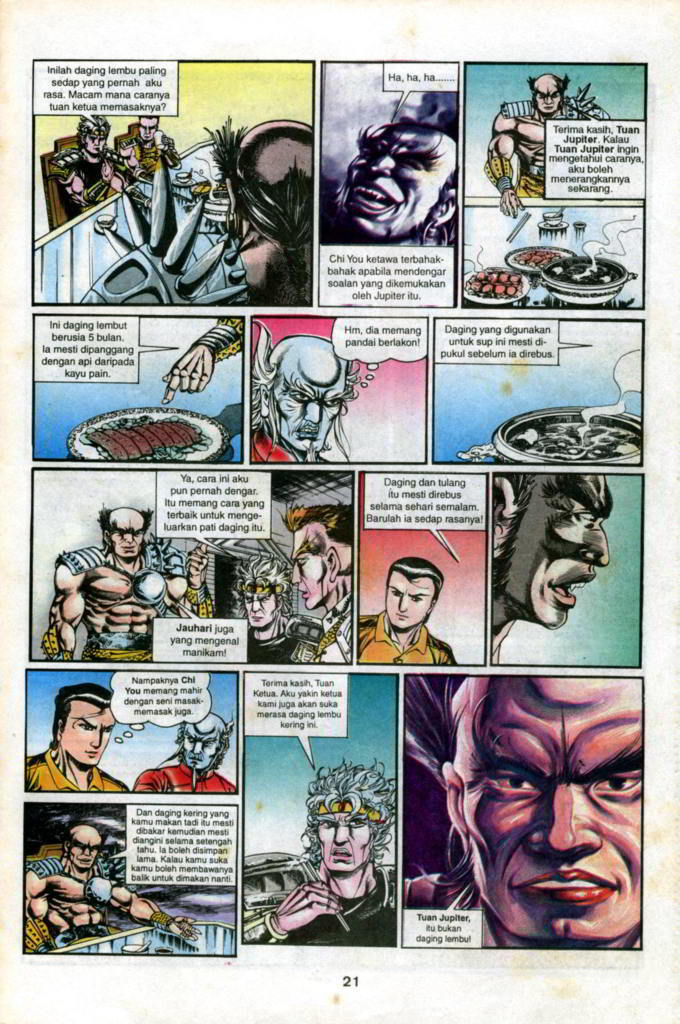 Inilah daging lembu paling
sedap yang pernah aku
rasa. Macam mana caranya
tuan ketua memasaknya?
Ha, ha, ha.......
Chi You ketawa terbahak-
bahak apabila mendengar
soalan yang dikemukakan
oleh Jupiter itu.
Terima kasih, Tuan
Jupiter. Kalau
Tuan Jupiter ingin
mengetahui caranya,
aku boleh
menerangkannya
sekarang.
Ini daging lembut
berusia 5 bulan.
Ia mesti dipanggang
dengan api daripada
kayu pain.
Hm, dia memang
pandai berlakon!
Daging yang digunakan
untuk sup ini mesti di-
pukul sebelum ia direbus.
Ya, cara ini aku
pun pernah dengar.
Itu memang cara yang
terbaik untuk menge-
luarkan pati daging itu.
Jauhari juga
yang mengenal
manikam!
Daging dan tulang
itu mesti direbus
selama sehari semalam.
Barulah ia sedap rasanya!
Nampaknya Chi
You memang mahir
dengan seni masak-
memasak juga.
Dan daging kering yang
kamu makan tadi itu mesti
dibakar kemudian mesti
diangini selama setengah
tahu. Ia boleh disimpan
lama. Kalau kamu suka
kamu boleh membawanya
balik untuk dimakan nanti.
Terima kasih, Tuan
Ketua. Aku yakin ketua
kami juga akan suka
merasa daging lembu
kering ini.
Tuan Jupiter,
itu bukan
daging lembu!
21